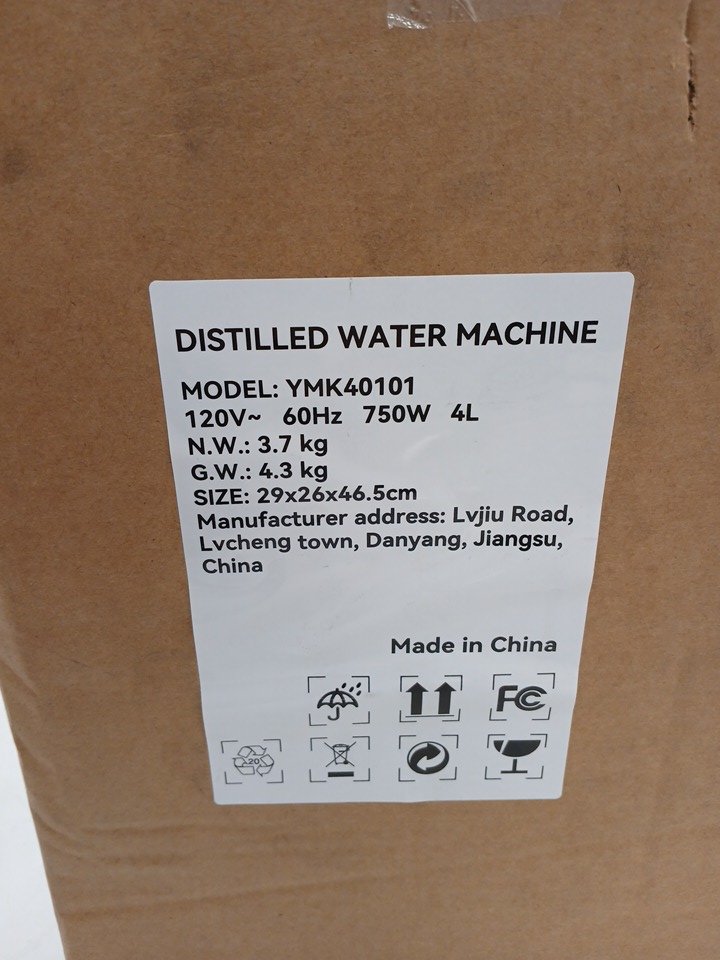 DISTILLED WATER MACHINE
MODEL: YMK40101
120V~ 60Hz 750W 4L
N.W.: 3.7 kg
G.W.: 4.3 kg
SIZE: 29x26x46.5cm
Manufacturer address: Lvjiu Road,
Lvcheng town, Danyang, Jiangsu,
China
Made in China
FC
20